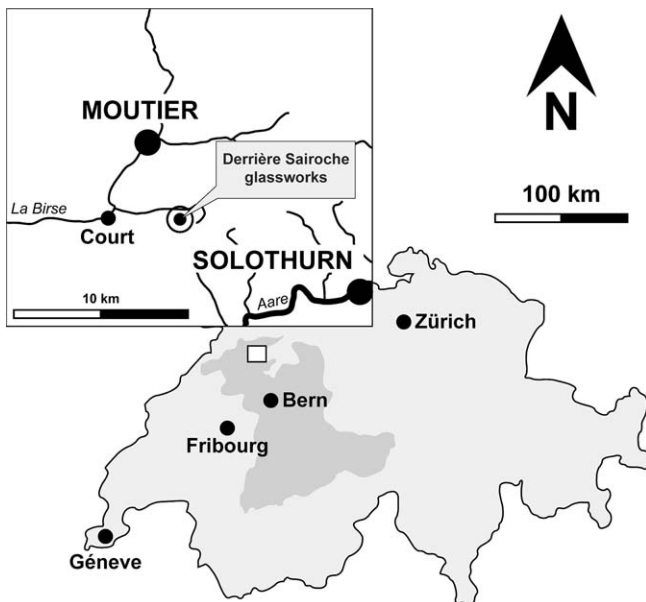 MOUTIER
Derrière Sairoche
glassworks
La Birse
Court
SOLOTHURN
Aare
10 km
N
100 km
Zürich
Bern
Fribourg
Géneve